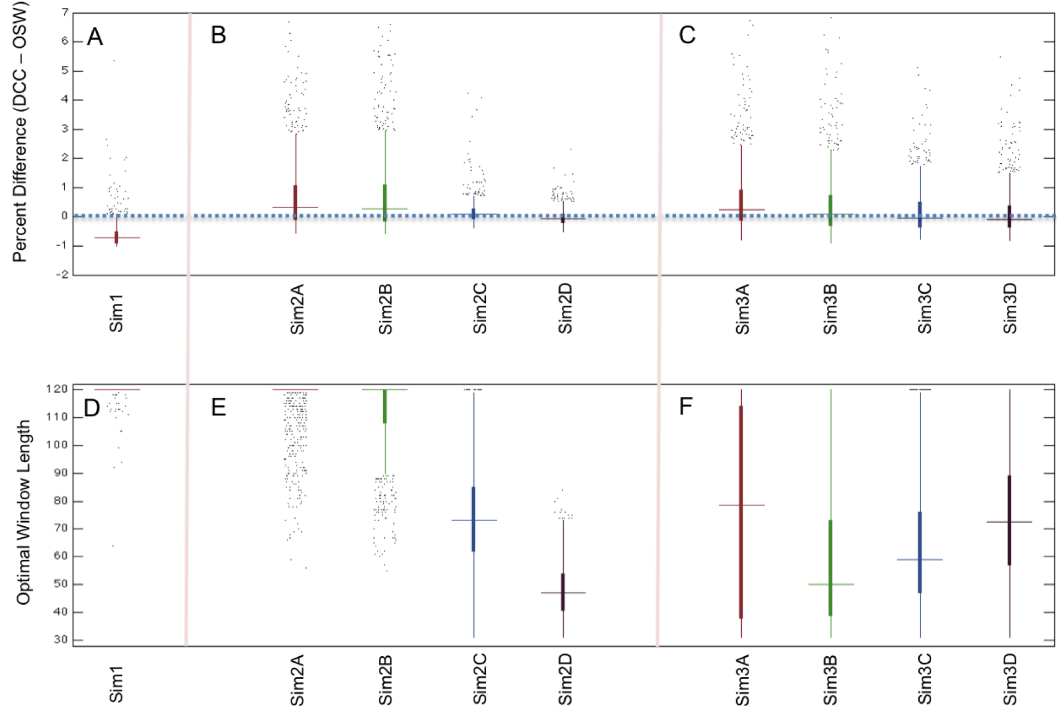 Percent Difference (DCC – OSW)
7
6
5
4
3
2
1
0
-1
-2
A
B
C
Sim1
Sim2A
Sim2B
Sim2C
Sim2D
Sim3A
Sim3B
Sim3C
Sim3D
Optimal Window Length
120
110
100
90
80
70
60
50
40
30
D
E
F
Sim1
Sim2A
Sim2B
Sim2C
Sim2D
Sim3A
Sim3B
Sim3C
Sim3D